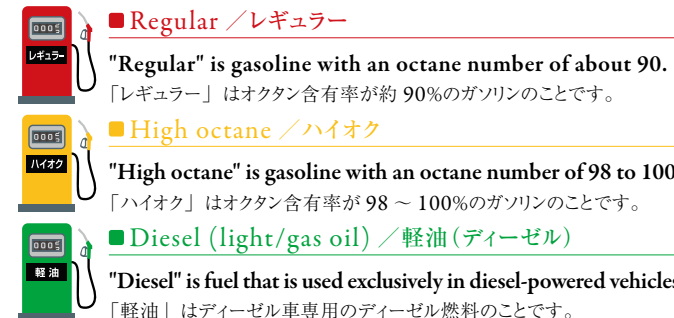 0005
レギュラー
■Regular ／レギュラー
"Regular" is gasoline with an octane number of about 90.
「レギュラー」はオクタン含有率が約 90%のガソリンのことです。
0005
ハイオク
■High octane ／ハイオク
"High octane" is gasoline with an octane number of 98 to 100
「ハイオク」はオクタン含有率が 98 ～ 100%のガソリンのことです。
0005
軽油
■Diesel (light/gas oil) ／軽油（ディーゼル）
"Diesel" is fuel that is used exclusively in diesel-powered vehicles
「軽油」はディーゼル車専用のディーゼル燃料のことです。